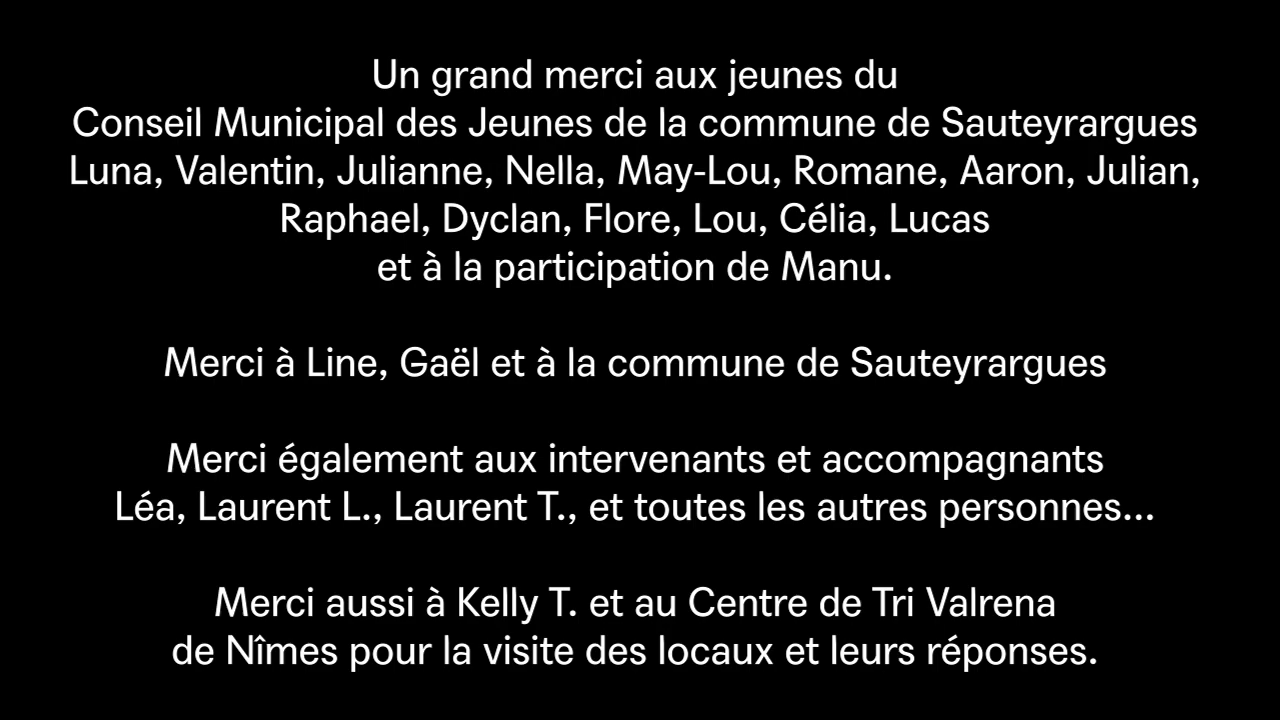 Un grand merci aux jeunes du
Conseil Municipal des Jeunes de la commune de Sauteyrargues
Luna, Valentin, Julianne, Nella, May-Lou, Romane, Aaron, Julian,
Raphael, Dyclan, Flore, Lou, Célia, Lucas
et à la participation de Manu.
Merci à Line, Gaël et à la commune de Sauteyrargues
Merci également aux intervenants et accompagnants
Léa, Laurent L., Laurent T., et toutes les autres personnes...
Merci aussi à Kelly T. et au Centre de Tri Valrena
de Nîmes pour la visite des locaux et leurs réponses.